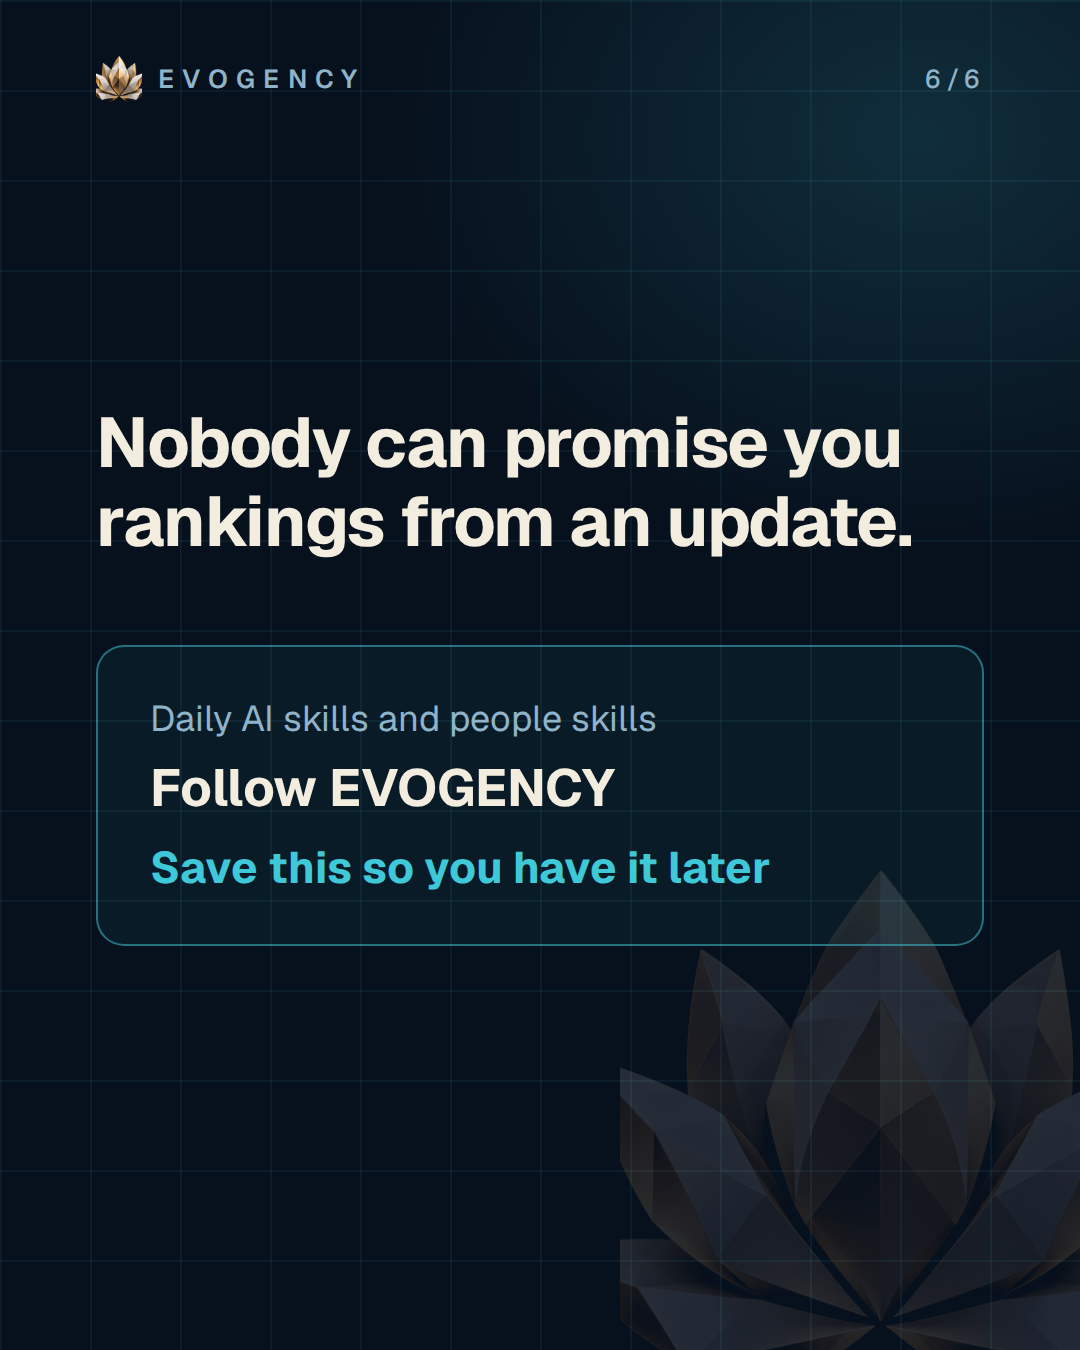 EVOGENCY
6/6
Nobody can promise you
rankings from an update.
Daily AI skills and people skills
Follow EVOGENCY
Save this so you have it later